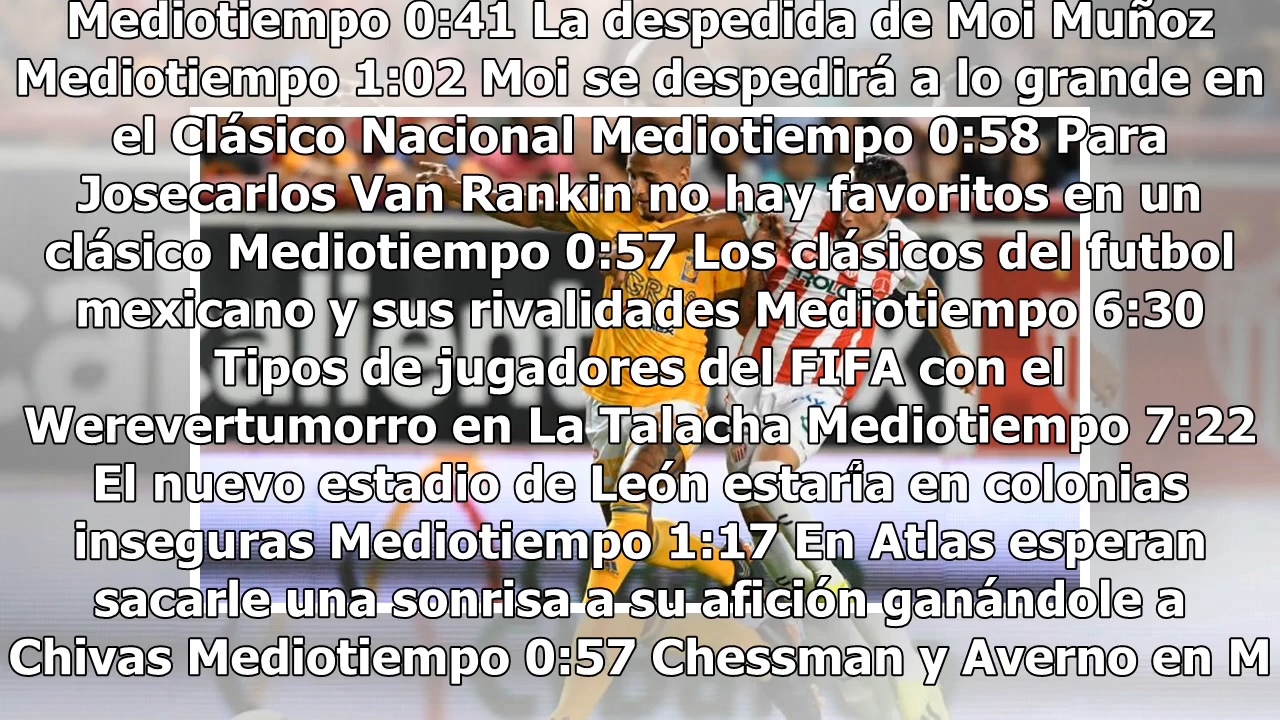 Mediotiempo 0:41 La despedida de Moi Muñoz
Mediotiempo 1:02 Moi se despedirá a lo grande en
el Clásico Nacional Mediotiempo 0:58 Para
Josecarlos Van Rankin no hay favoritos en un
clásico Mediotiempo 0:57 Los clásicos del futbol
mexicano y sus rivalidades Mediotiempo 6:30
Tipos de jugadores del FIFA con el
Werevertumorro en La Talacha Mediotiempo 7:22
El nuevo estadio de León estaría en colonias
inseguras Mediotiempo 1:17 En Atlas esperan
sacarle una sonrisa a su afición ganándole a
Chivas Mediotiempo 0:57 Chessman y Averno en M